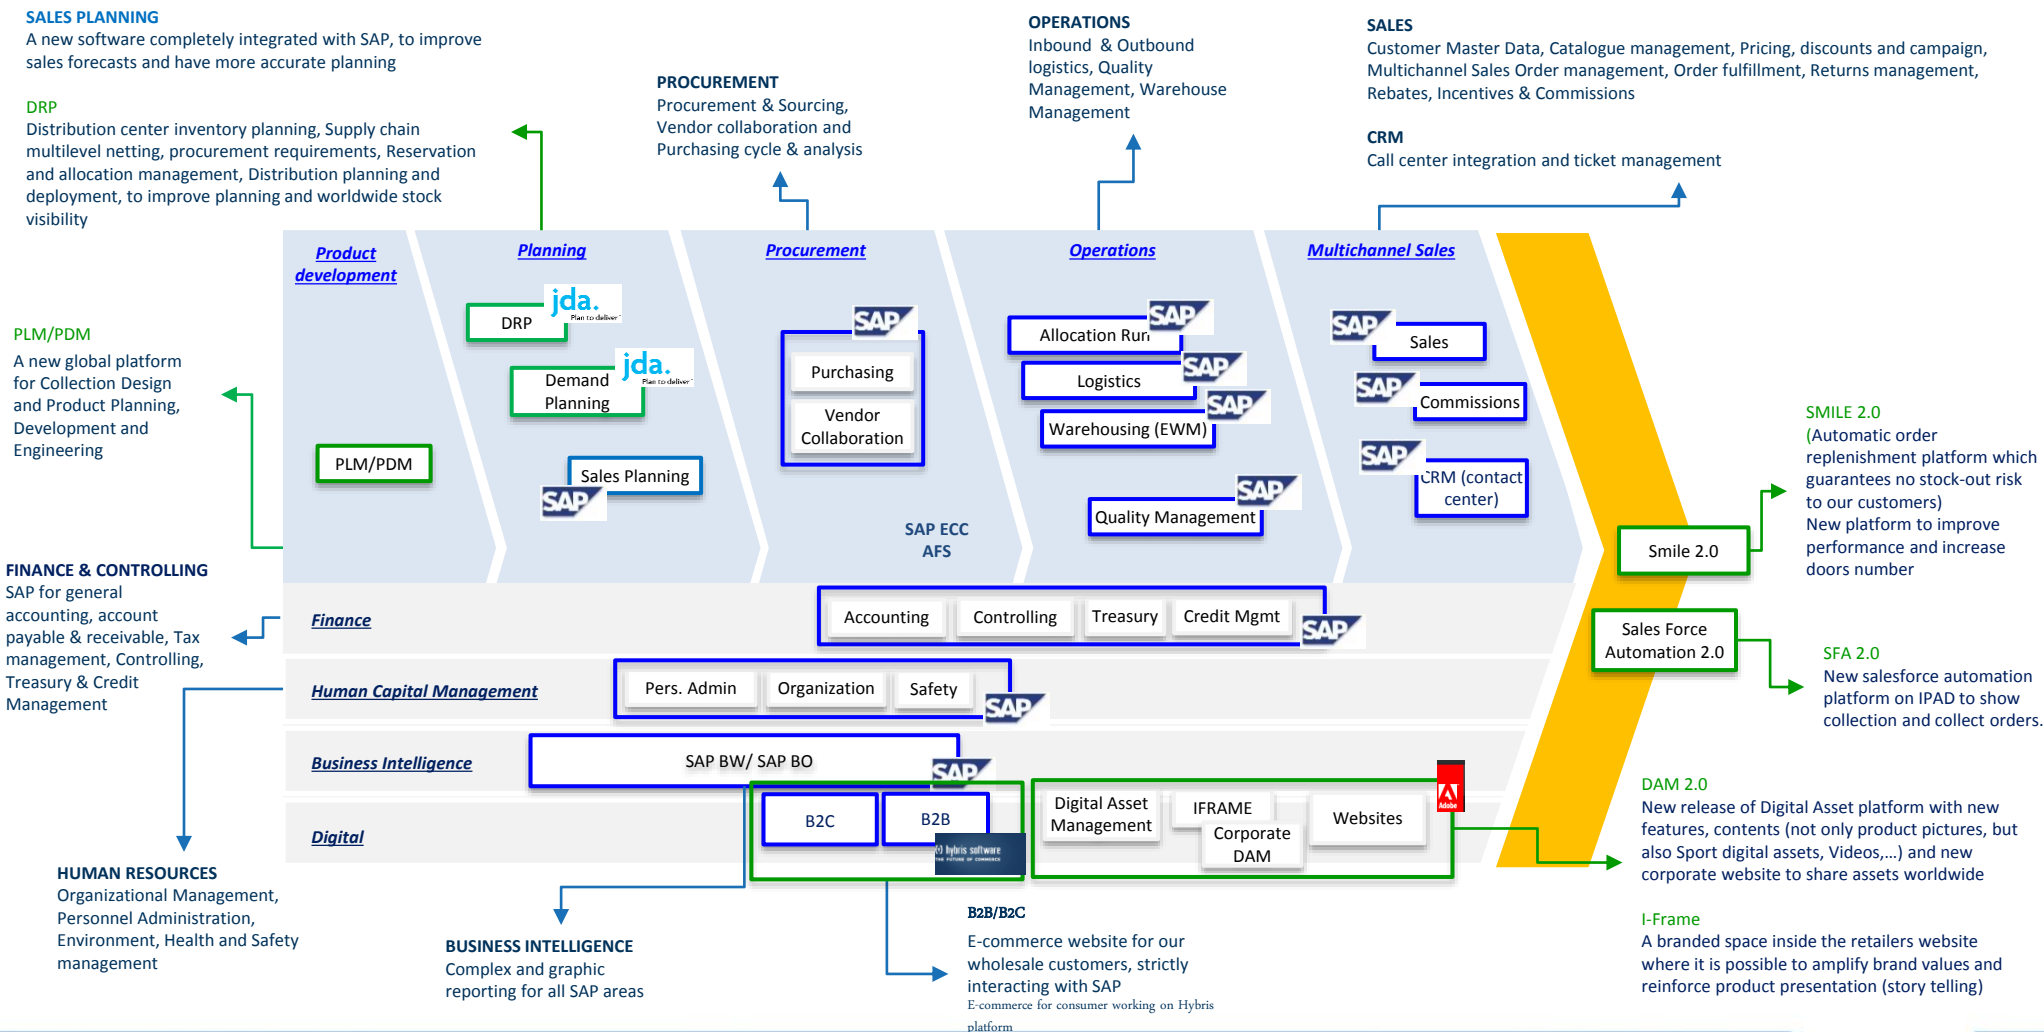 SALES PLANNING
A new software completely integrated with SAP, to improve
sales forecasts and have more accurate planning
DRP
Distribution center inventory planning, Supply chain
multilevel netting, procurement requirements, Reservation
and allocation management, Distribution planning and
deployment, to improve planning and worldwide stock
visibility
PROCUREMENT
Procurement & Sourcing,
Vendor collaboration and
Purchasing cycle & analysis
OPERATIONS
Inbound & Outbound
logistics, Quality
Management, Warehouse
Management
SALES
Customer Master Data, Catalogue management, Pricing, discounts and campaign,
Multichannel Sales Order management, Order fulfillment, Returns management,
Rebates, Incentives & Commissions
CRM
Call center integration and ticket management
Product
development
Planning
Procurement
Operations
Multichannel Sales
PLM/PDM
A new global platform
for Collection Design
and Product Planning,
Development and
Engineering
PLM/PDM
DRP
jda.
Plan to deliver
Demand
Planning
jda.
Plan to deliver
Sales Planning
SAP
SAP
Purchasing
Vendor
Collaboration
SAP ECC
AFS
Allocation Run
SAP
Logistics
SAP
Warehousing (EWM)
SAP
Quality Management
SAP
SAP
Sales
SAP
Commissions
SAP
CRM (contact
center)
Smile 2.0
Sales Force
Automation 2.0
SMILE 2.0
(Automatic order
replenishment platform which
guarantees no stock-out risk
to our customers)
New platform to improve
performance and increase
doors number
SFA 2.0
New salesforce automation
platform on IPAD to show
collection and collect orders.
FINANCE & CONTROLLING
SAP for general
accounting, account
payable & receivable, Tax
management, Controlling,
Treasury & Credit
Management
Finance
Accounting
Controlling
Treasury
Credit Mgmt
SAP
Human Capital Management
Pers. Admin
Organization
Safety
SAP
Business Intelligence
SAP BW/ SAP BO
SAP
Digital
B2C
B2B
(h) hybris software
THE FUTURE OF COMMERCE
Digital Asset
Management
IFRAME
Corporate
DAM
Websites
Adobe
DAM 2.0
New release of Digital Asset platform with new
features, contents (not only product pictures, but
also Sport digital assets, Videos,...) and new
corporate website to share assets worldwide
I-Frame
A branded space inside the retailers website
where it is possible to amplify brand values and
reinforce product presentation (story telling)
HUMAN RESOURCES
Organizational Management,
Personnel Administration,
Environment, Health and Safety
management
BUSINESS INTELLIGENCE
Complex and graphic
reporting for all SAP areas
B2B/B2C
E-commerce website for our
wholesale customers, strictly
interacting with SAP
E-commerce for consumer working on Hybris
platform